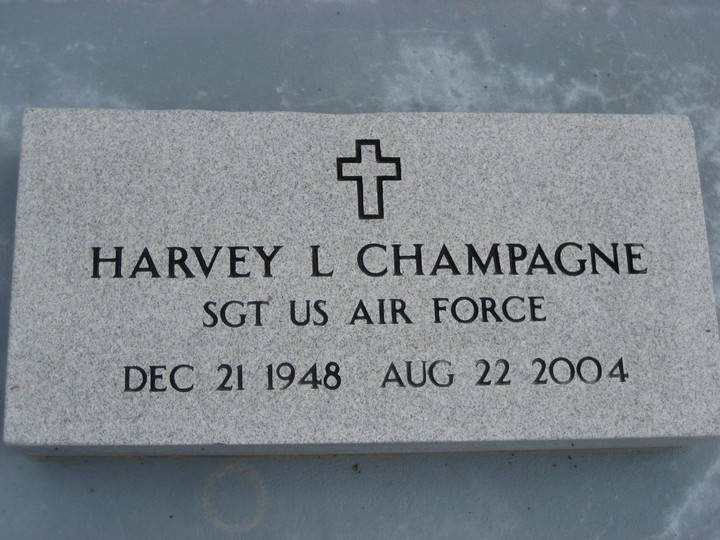 HARVEY L CHAMPAGNE
SGT US AIR FORCE
DEC 21 1948 AUG 22 2004